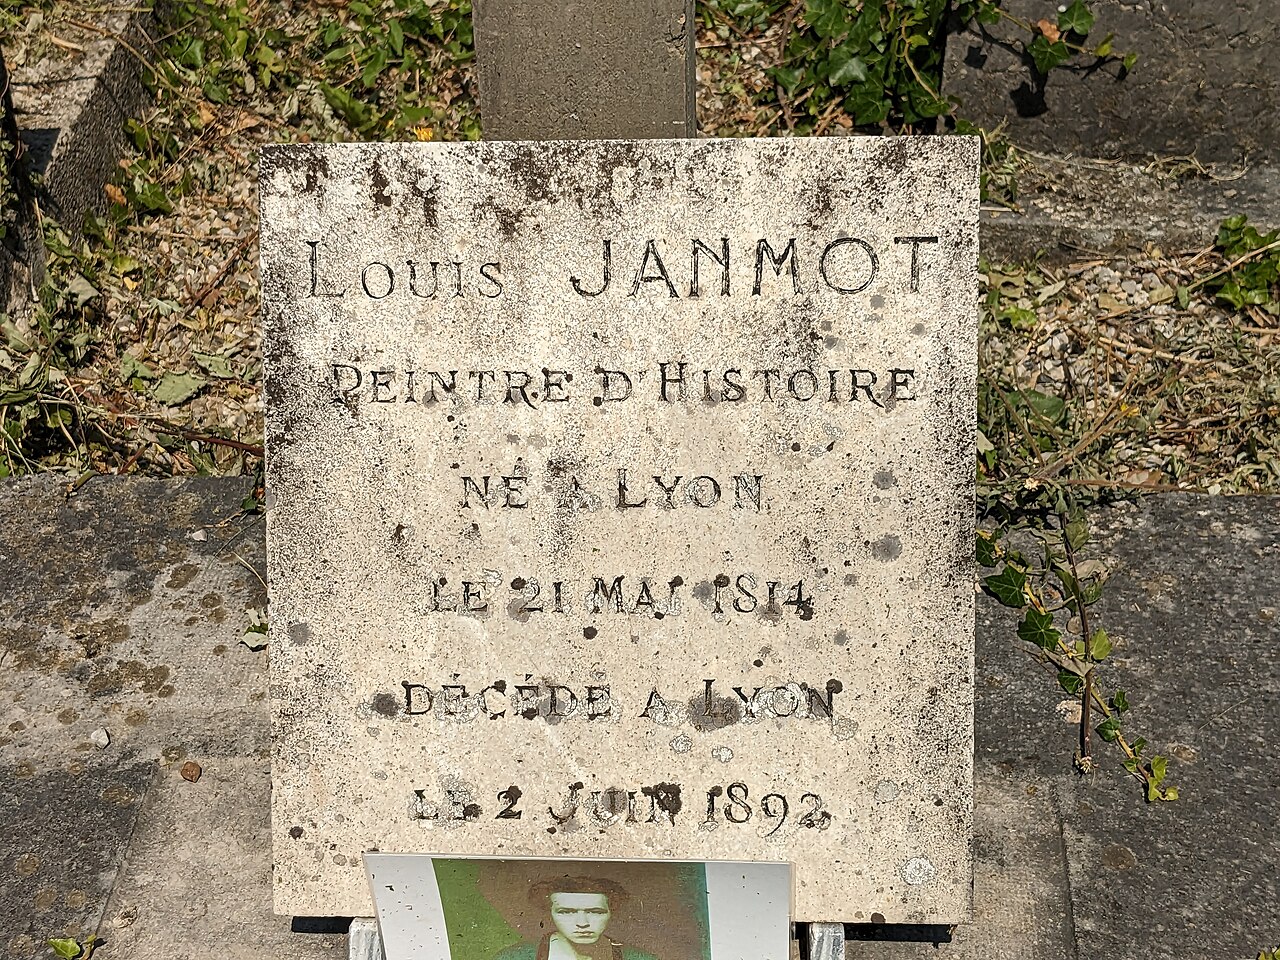 Louis JANMOT
PEINTRE D'HISTOIRE
NÉ A LYON
LE 21 MAI 1814
DÉCÉDÉ A LYON
LE 2 JUIN 1892